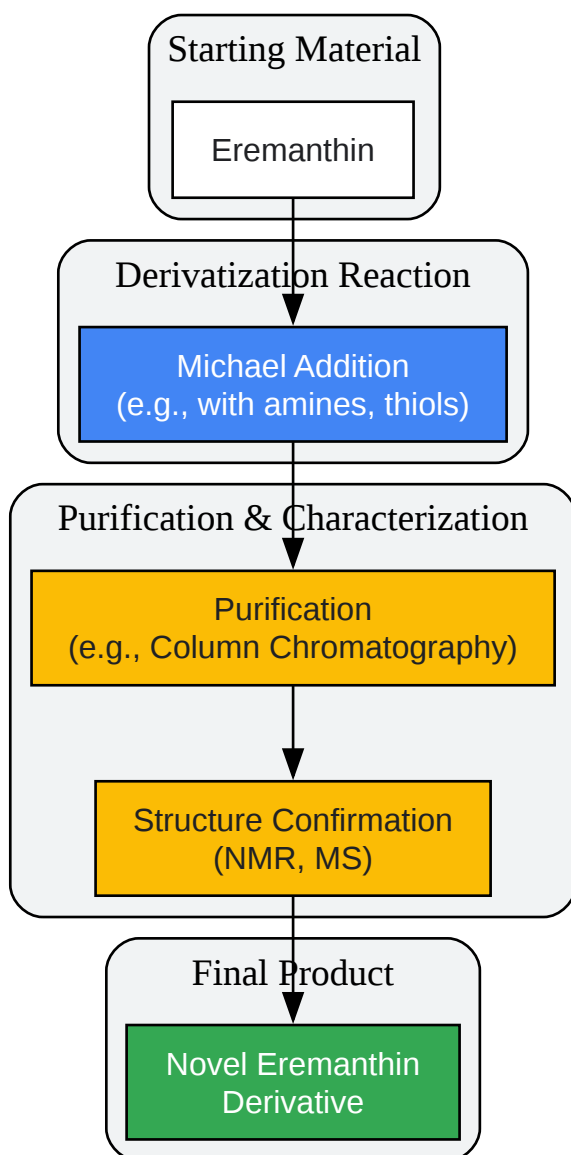 Starting Material
Eremanthin
Derivatization Reaction
Michael Addition
(e.g., with amines, thiols)
Purification & Characterization
Purification
(e.g., Column Chromatography)
Structure Confirmation
(NMR, MS)
Final Product
Novel Eremanthin
Derivative